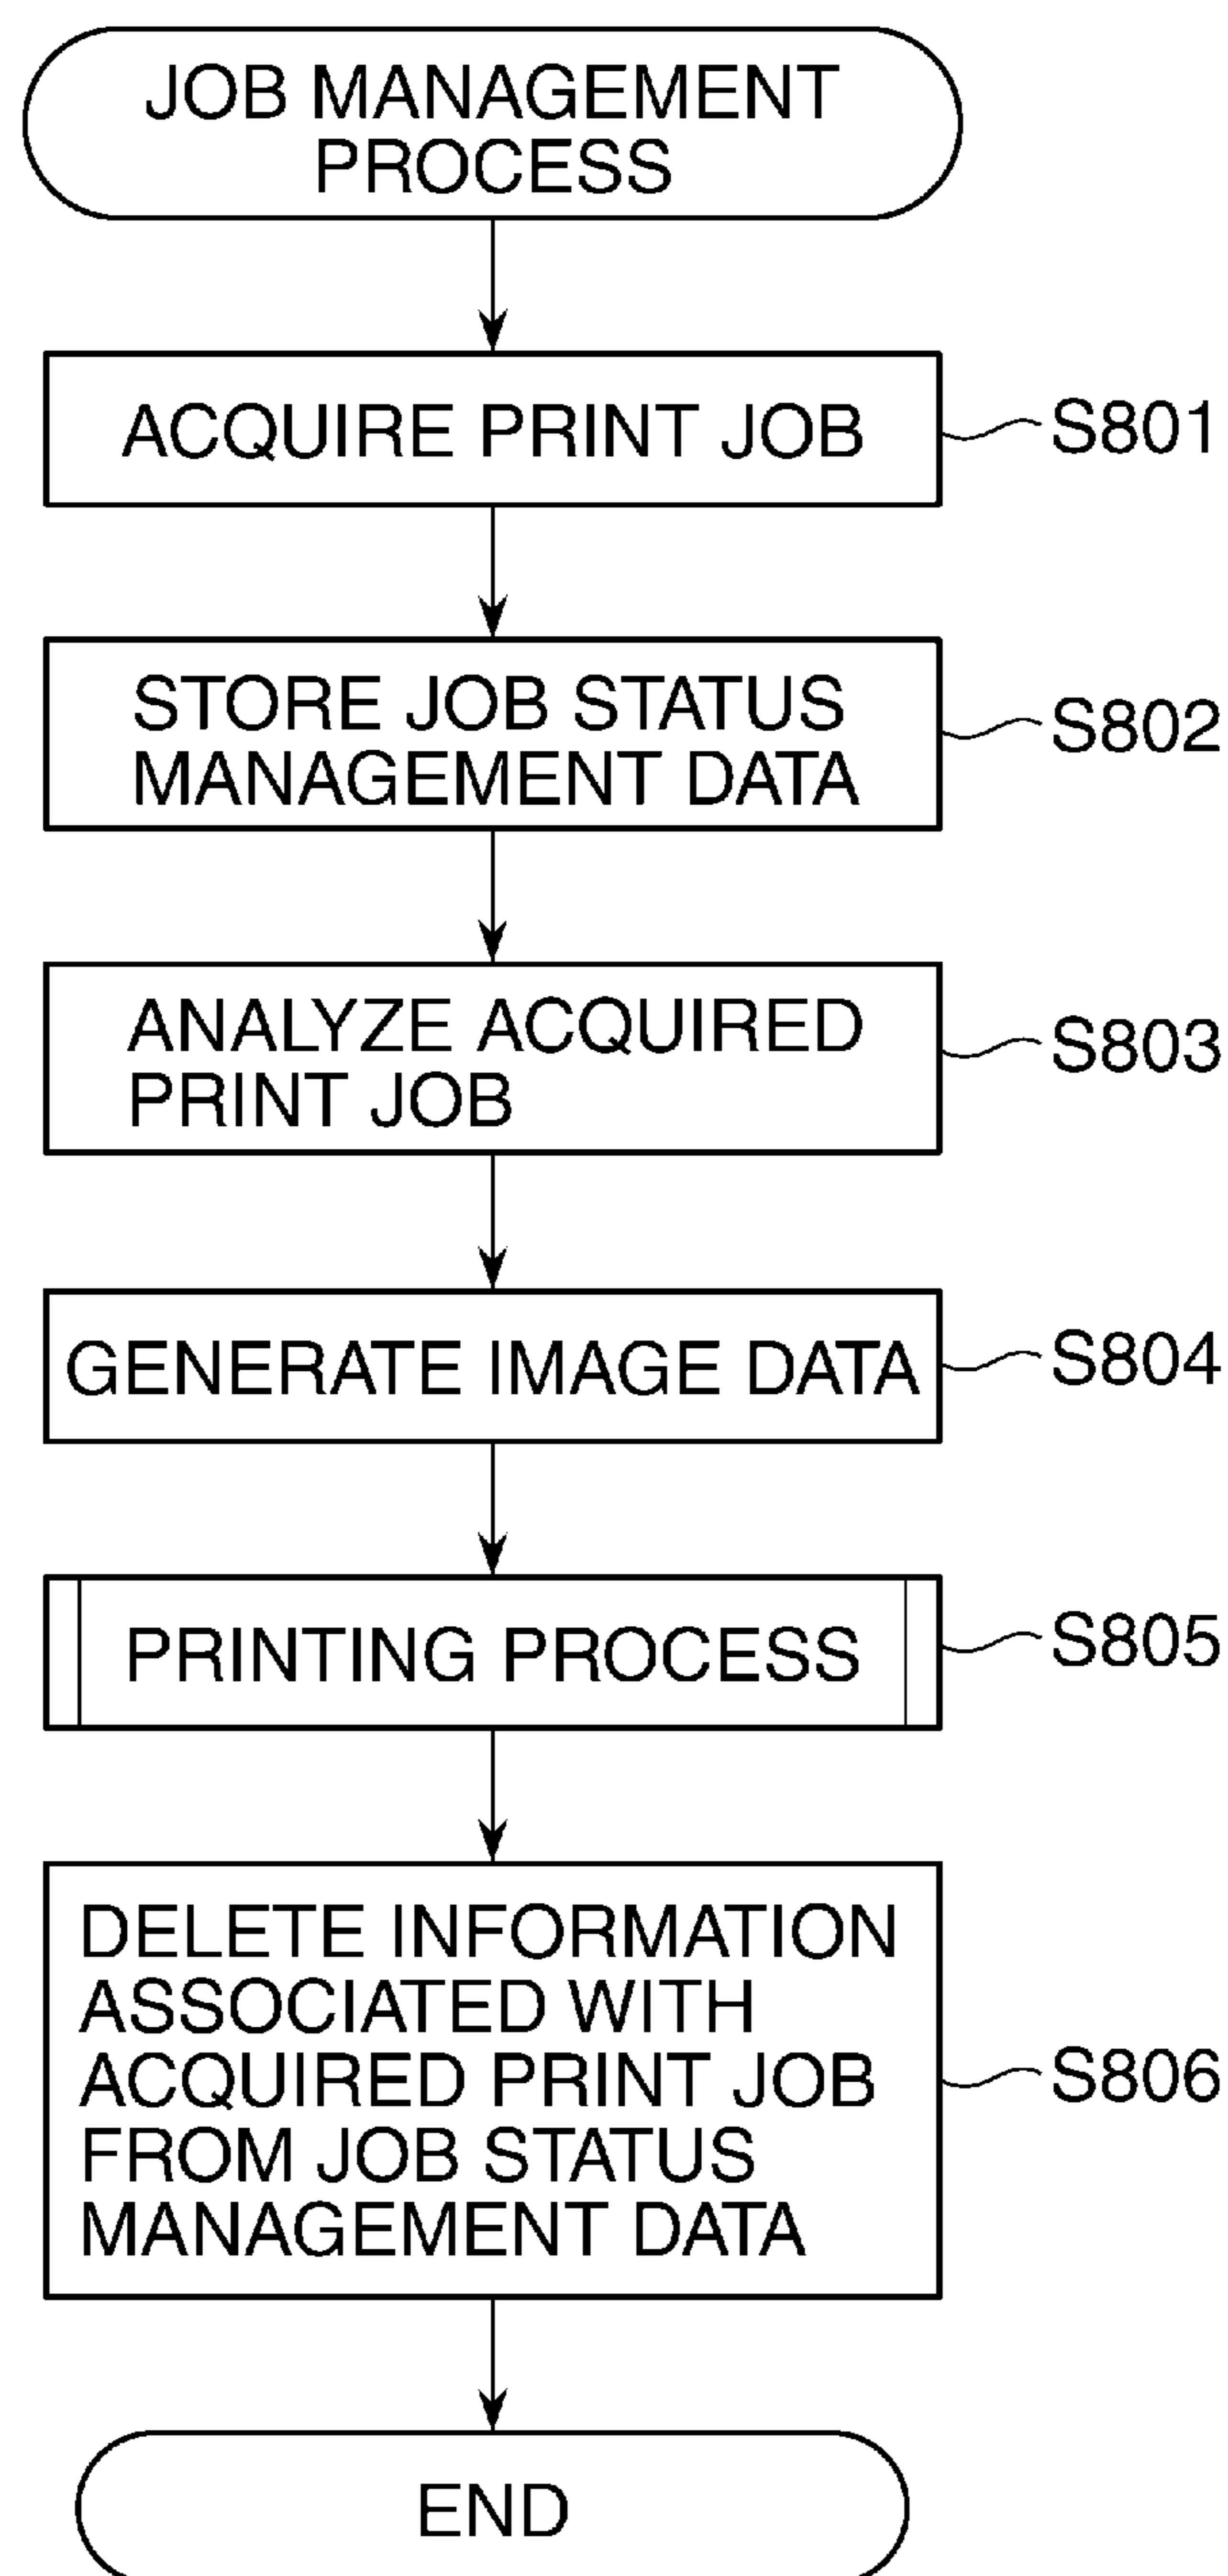 JOB MANAGEMENT
PROCESS
ACQUIRE PRINT JOB
S801
STORE JOB STATUS
MANAGEMENT DATA
S802
ANALYZE ACQUIRED
PRINT JOB
S803
GENERATE IMAGE DATA
S804
PRINTING PROCESS
S805
DELETE INFORMATION
ASSOCIATED WITH
ACQUIRED PRINT JOB
FROM JOB STATUS
MANAGEMENT DATA
S806
END